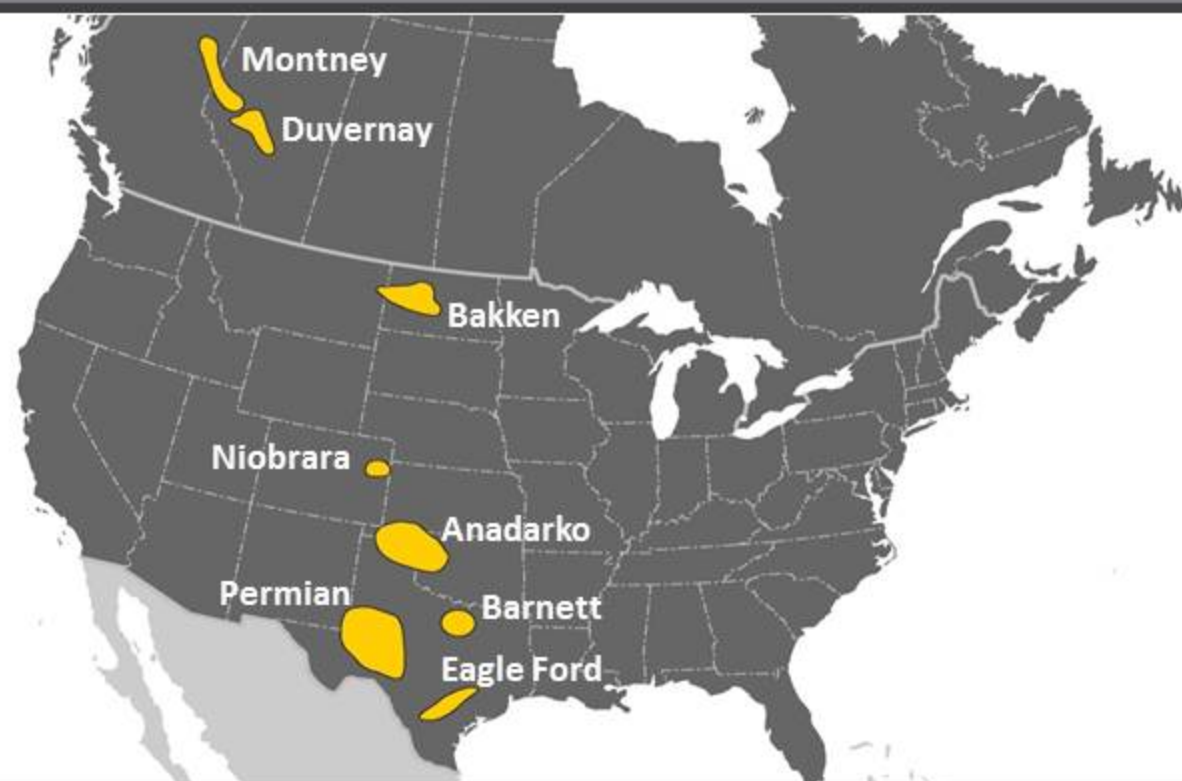 Montney
Duvernay
Bakken
Niobrara
Anadarko
Permian
Barnett
Eagle Ford